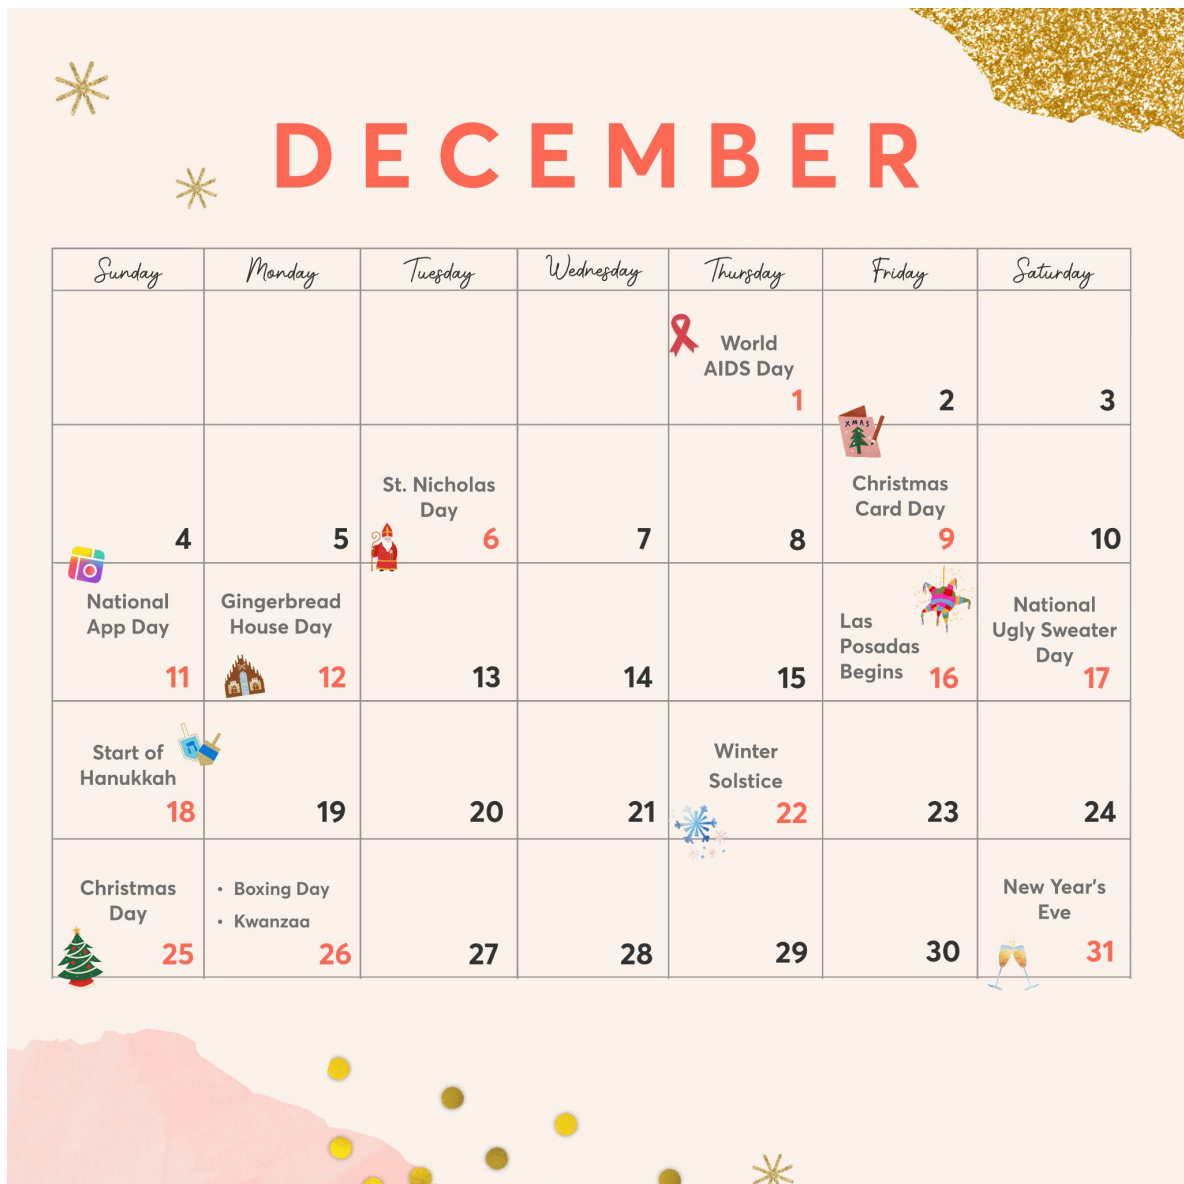 DECEMBER
Sunday Monday Tuesday Wednesday Thursday Friday Saturday
World
AIDS Day
1
2
3
4
5
St. Nicholas
Day
6
7
8
XMAS
Christmas
Card Day
9
10
National
App Day
11
Gingerbread
House Day
12
13
14
15
Las
Posadas
Begins
16
National
Ugly Sweater
Day
17
Start of
Hanukkah
18
19
20
21
Winter
Solstice
22
23
24
Christmas
Day
25
• Boxing Day
• Kwanzaa
26
27
28
29
30
New Year's
Eve
31